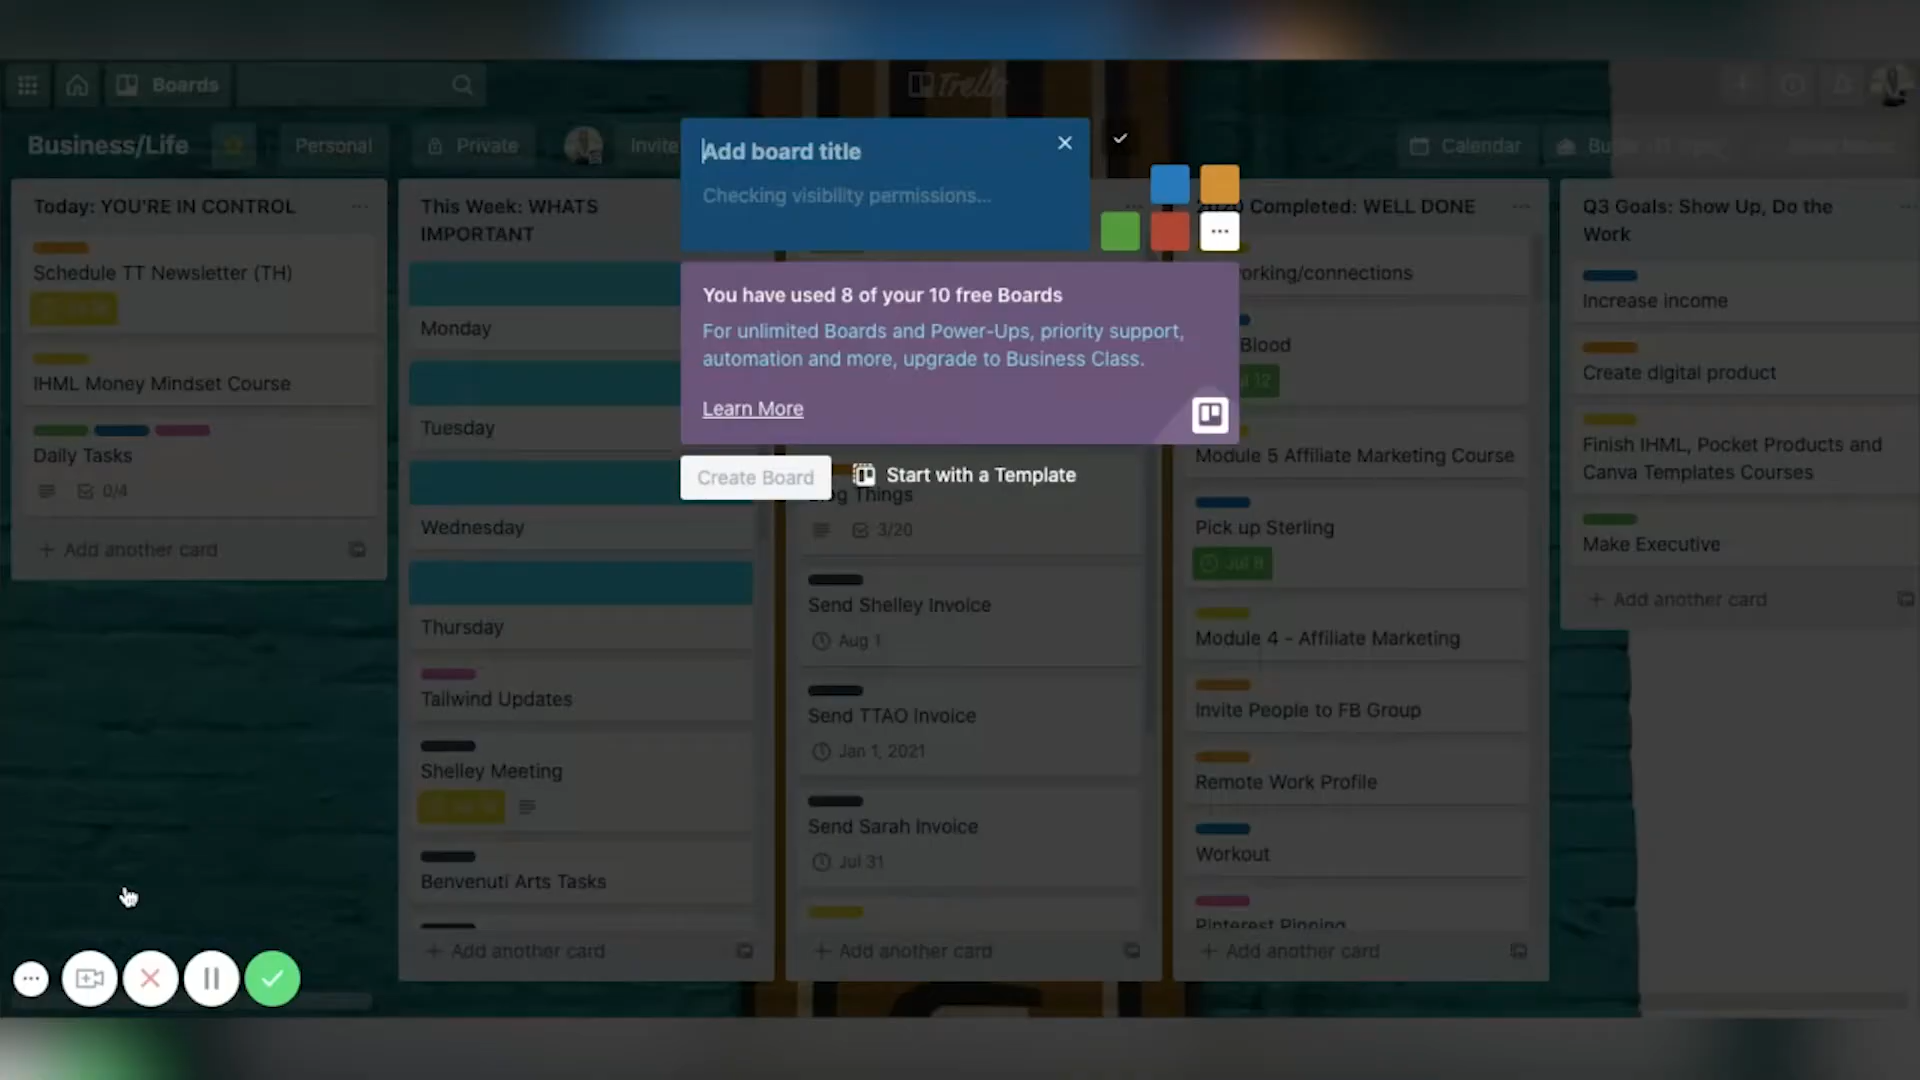 Boards
Trello
Business/Life
Personal
Private
Invite
Calendar
Add board title
Checking visibility permissions...
You have used 8 of your 10 free Boards
For unlimited Boards and Power-Ups, priority support,
automation and more, upgrade to Business Class.
Learn More
Create Board
Start with a Template
Today: YOU'RE IN CONTROL
Schedule TT Newsletter (TH)
IHML Money Mindset Course
Daily Tasks
0/4
+ Add another card
This Week: WHATS
IMPORTANT
Monday
Tuesday
Wednesday
Thursday
Tailwind Updates
Shelley Meeting
Benvenuti Arts Tasks
+ Add another card
Things
3/20
Send Shelley Invoice
Aug 1
Send TTAO Invoice
Jan 1, 2021
Send Sarah Invoice
Jul 31
+ Add another card
Completed: WELL DONE
orking/connections
Blood
12
Module 5 Affiliate Marketing Course
Pick up Sterling
Jul 8
Module 4 - Affiliate Marketing
Invite People to FB Group
Remote Work Profile
Workout
Pinterest Pinning
+ Add another card
Q3 Goals: Show Up, Do the
Work
Increase income
Create digital product
Finish IHML, Pocket Products and
Canva Templates Courses
Make Executive
+ Add another card